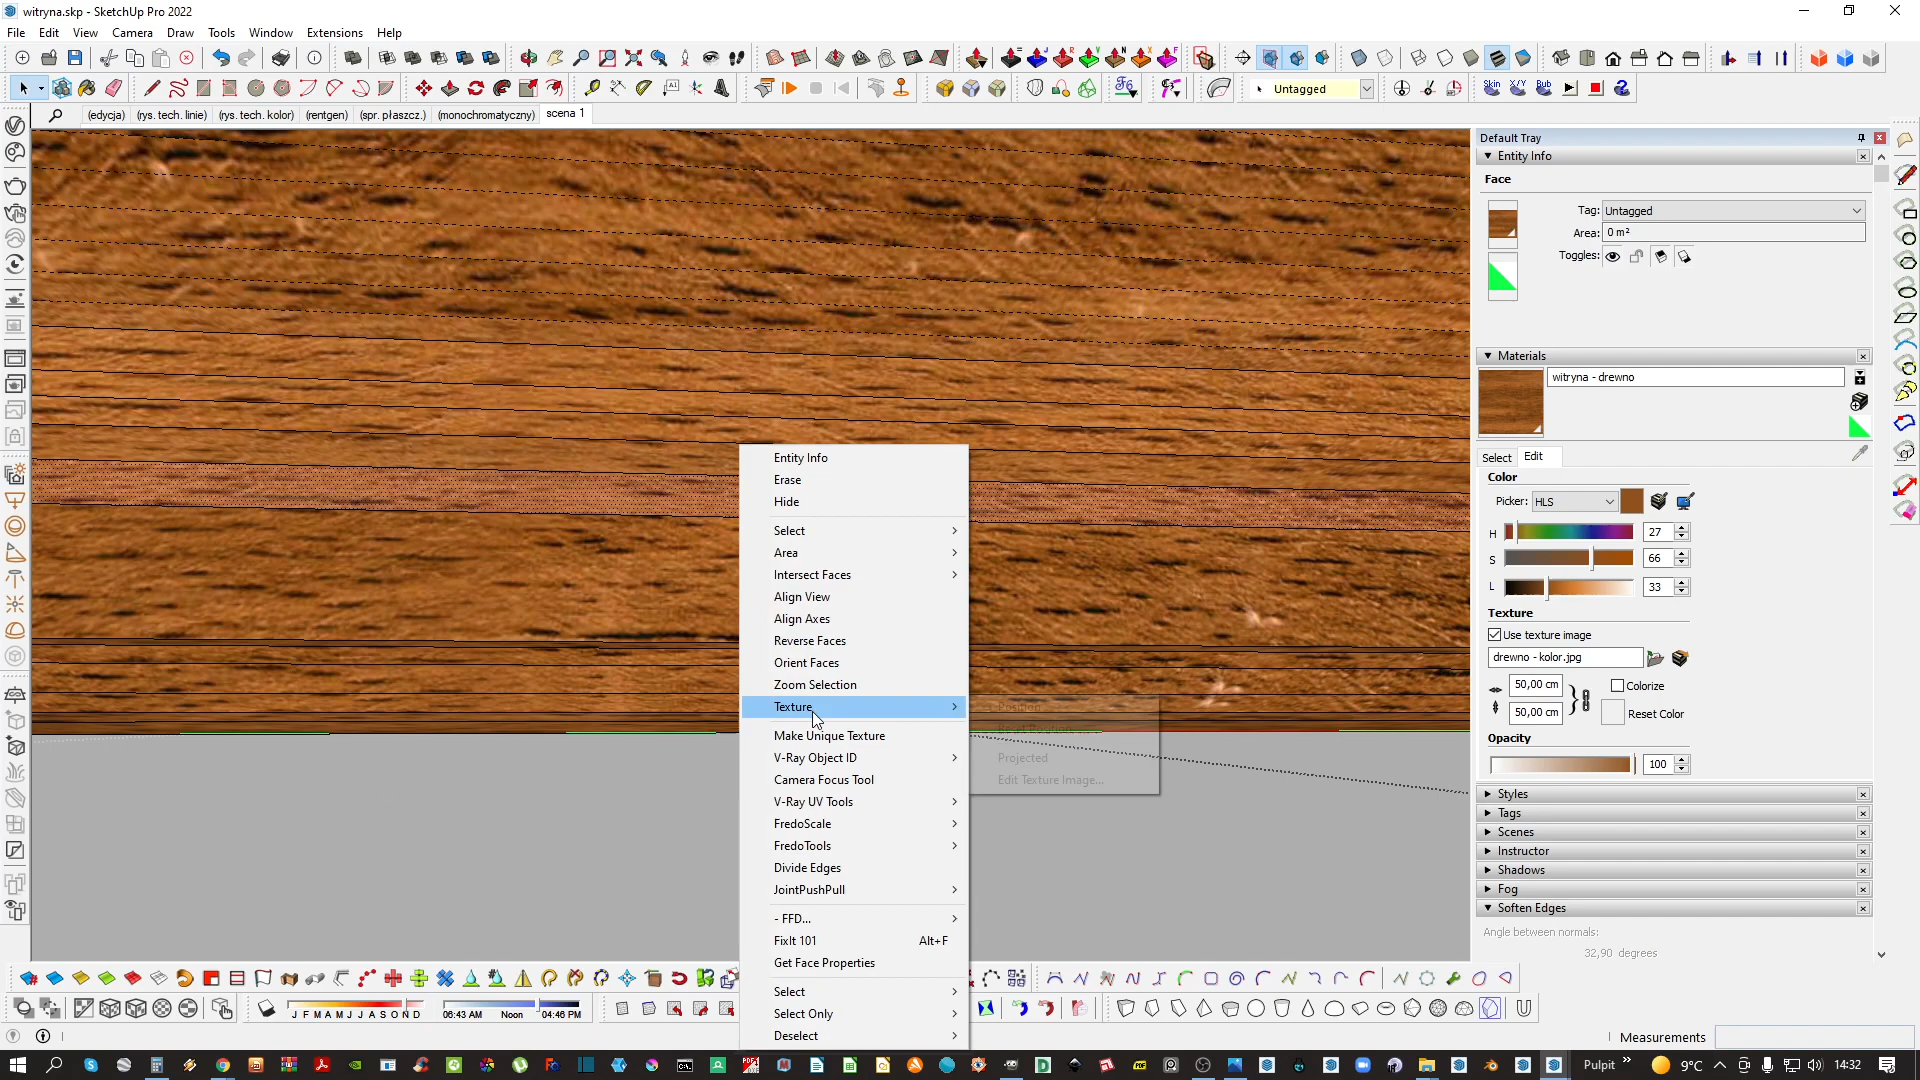 witryna.skp - SketchUp Pro 2022
File Edit View Camera Draw Tools Window Extensions Help
Untagged
Skin X/Y Bub
(edycja) (rys. tech. linie) (rys. tech. kolor) (rentgen) (spr. płaszcz.) (monochromatyczny) scena 1
Default Tray
Entity Info
Face
Tag: Untagged
Area: 0 m²
Toggles:
Materials
witryna - drewno
Select Edit
Color
Picker: HLS
H 27
S 66
L 33
Texture
Use texture image
drewno - kolor.jpg
50,00 cm Colorize
50,00 cm Reset Color
Opacity
100
Styles
Tags
Scenes
Instructor
Shadows
Fog
Soften Edges
Angle between normals:
32,90 degrees
Entity Info
Erase
Hide
Select
Area
Intersect Faces
Align View
Align Axes
Reverse Faces
Orient Faces
Zoom Selection
Texture
Make Unique Texture
V-Ray Object ID
Camera Focus Tool
V-Ray UV Tools
FredoScale
FredoTools
Divide Edges
JointPushPull
- FFD...
FixIt 101 Alt+F
Get Face Properties
Select
Select Only
Deselect
Position
Projected
Edit Texture Image...
J F M A M J J A S O N D 06:43 AM Noon 04:46 PM
Measurements
Pulpit 9°C 14:32